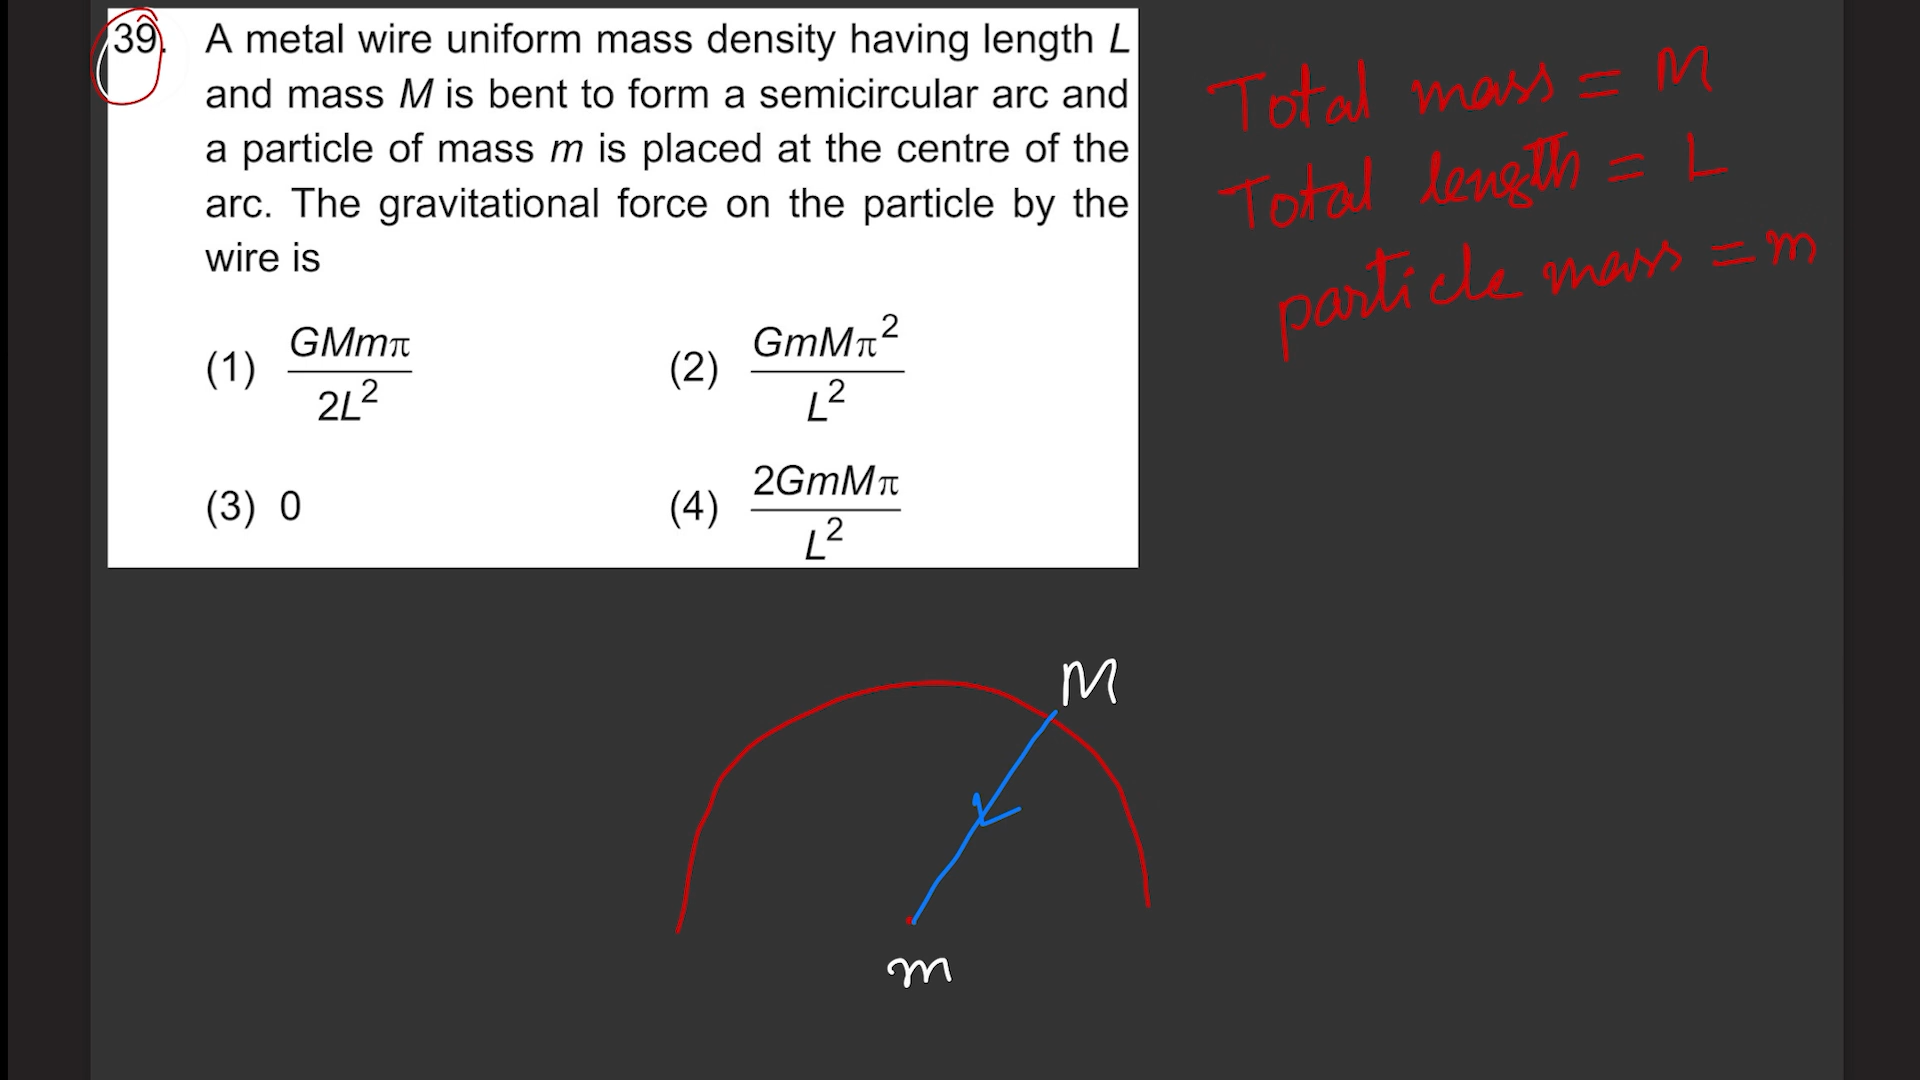 39. A metal wire uniform mass density having length L
and mass M is bent to form a semicircular arc and
a particle of mass m is placed at the centre of the
arc. The gravitational force on the particle by the
wire is
(1) GMmπ / 2L²
(2) GmMπ² / L²
(3) 0
(4) 2GmMπ / L²
Total mass = M
Total length = L
particle mass = m
M
m